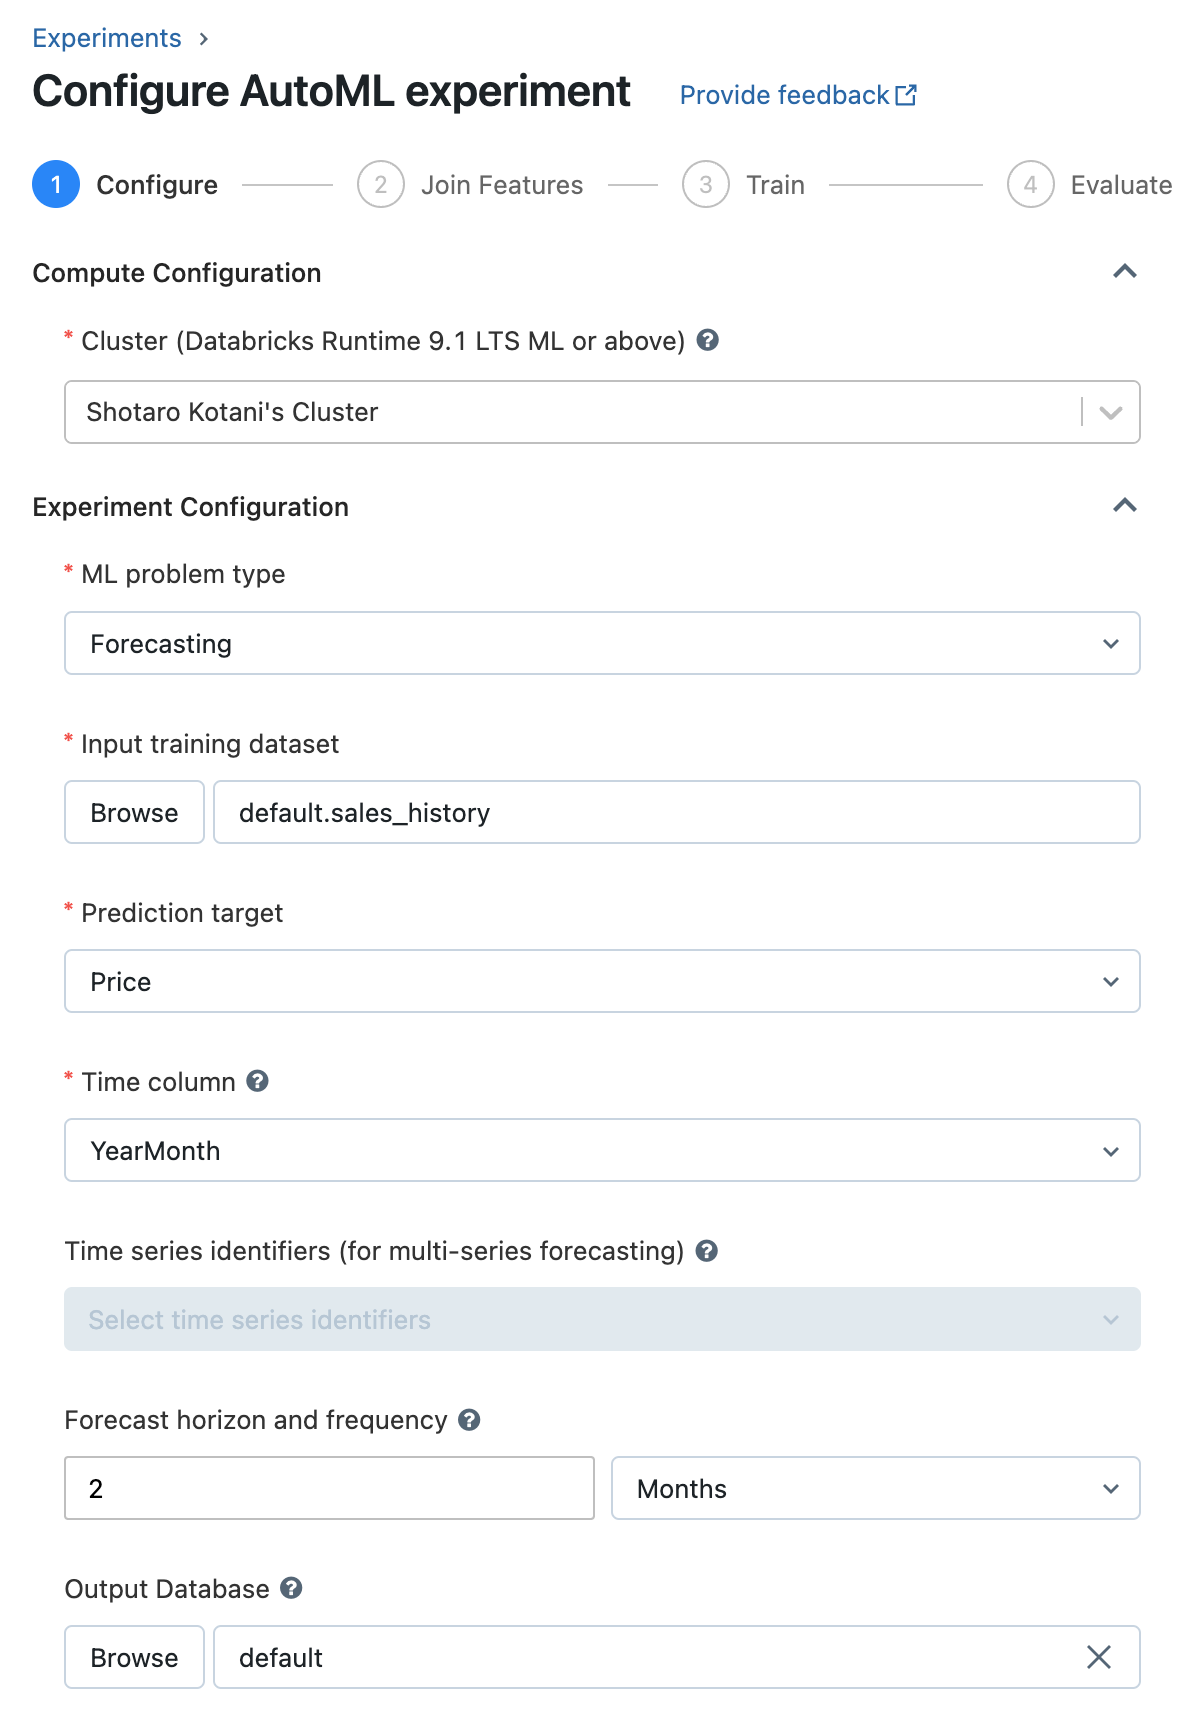 Experiments
Configure AutoML experiment Provide feedback
1 Configure 2 Join Features 3 Train 4 Evaluate
Compute Configuration
* Cluster (Databricks Runtime 9.1 LTS ML or above) ?
Shotaro Kotani's Cluster
Experiment Configuration
* ML problem type
Forecasting
* Input training dataset
Browse default.sales_history
* Prediction target
Price
* Time column ?
YearMonth
Time series identifiers (for multi-series forecasting) ?
Select time series identifiers
Forecast horizon and frequency ?
2 Months
Output Database ?
Browse default